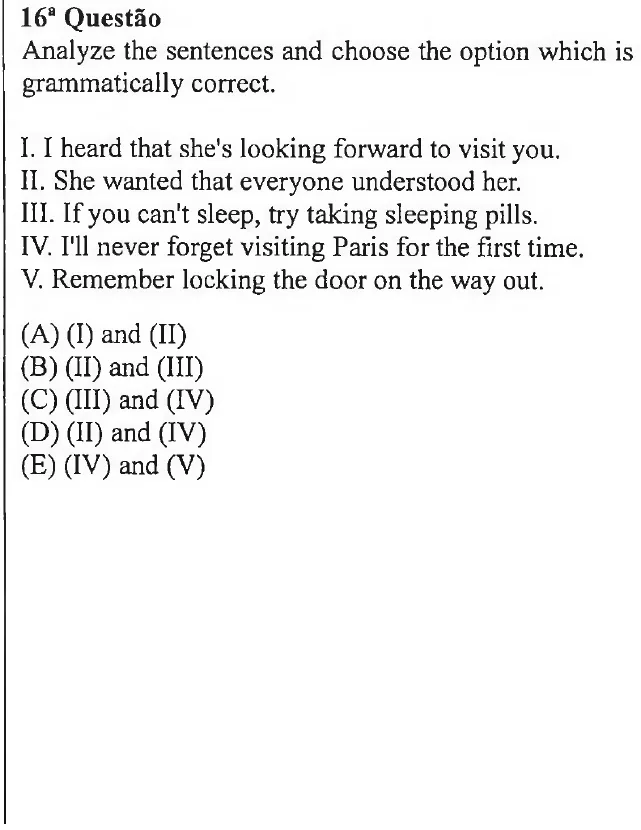 16ª Questão
Analyze the sentences and choose the option which is
grammatically correct.
I. I heard that she's looking forward to visit you.
II. She wanted that everyone understood her.
III. If you can't sleep, try taking sleeping pills.
IV. I'll never forget visiting Paris for the first time.
V. Remember locking the door on the way out.
(A) (I) and (II)
(B) (II) and (III)
(C) (III) and (IV)
(D) (II) and (IV)
(E) (IV) and (V)